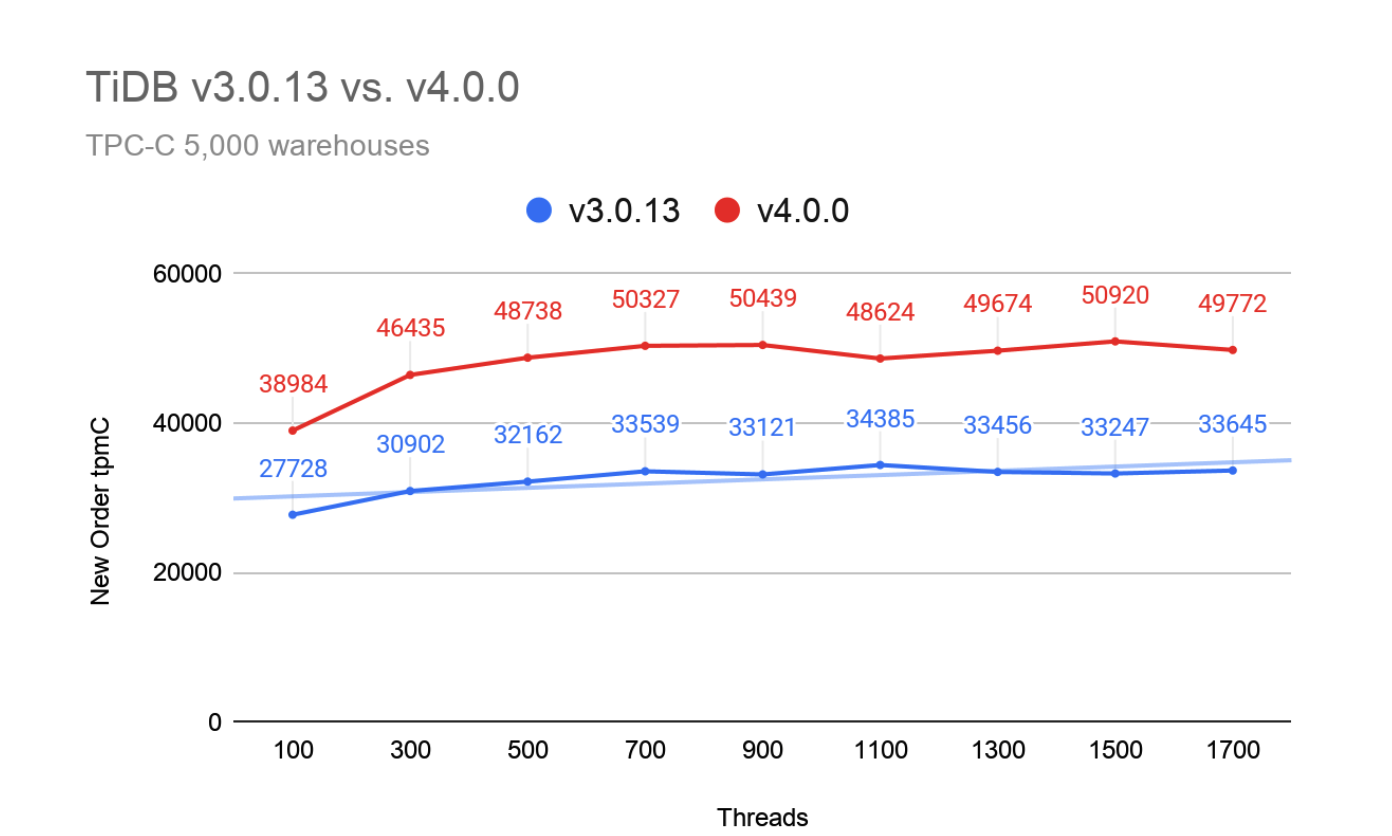 TiDB v3.0.13 vs. v4.0.0
TPC-C 5,000 warehouses
v3.0.13 v4.0.0
60000
40000
20000
0
New Order tpmC
38984 46435 48738 50327 50439 48624 49674 50920 49772
27728 30902 32162 33539 33121 34385 33456 33247 33645
100 300 500 700 900 1100 1300 1500 1700
Threads